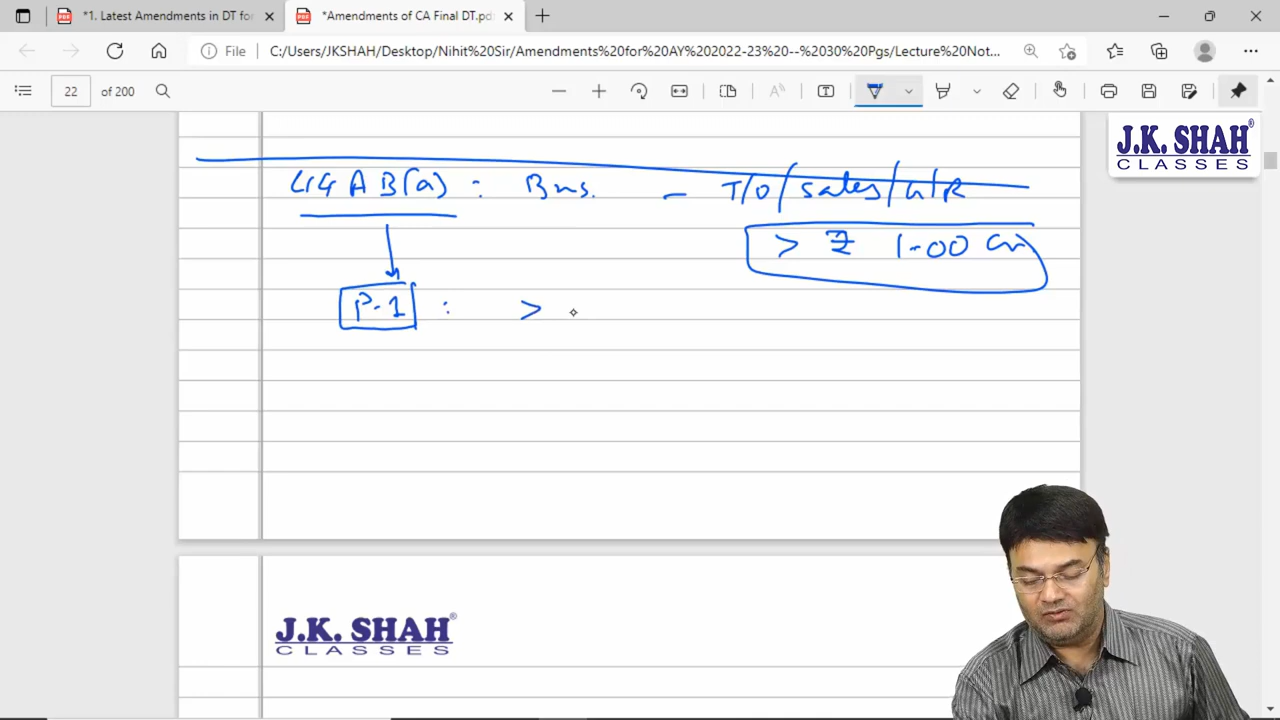 *1. Latest Amendments in DT for
*Amendments of CA Final DT.pd
File C:/Users/JKSHAH/Desktop/Nihit%20Sir/Amendments%20for%20AY%202022-23%20--%2030%20Pgs/Lecture%20Not...
22 of 200
J.K. SHAH®
CLASSES
44AB(a) : Bus. - T/O/Sales/G/R
> ₹ 1.00 Cr
P-1 : >
J.K. SHAH®
CLASSES